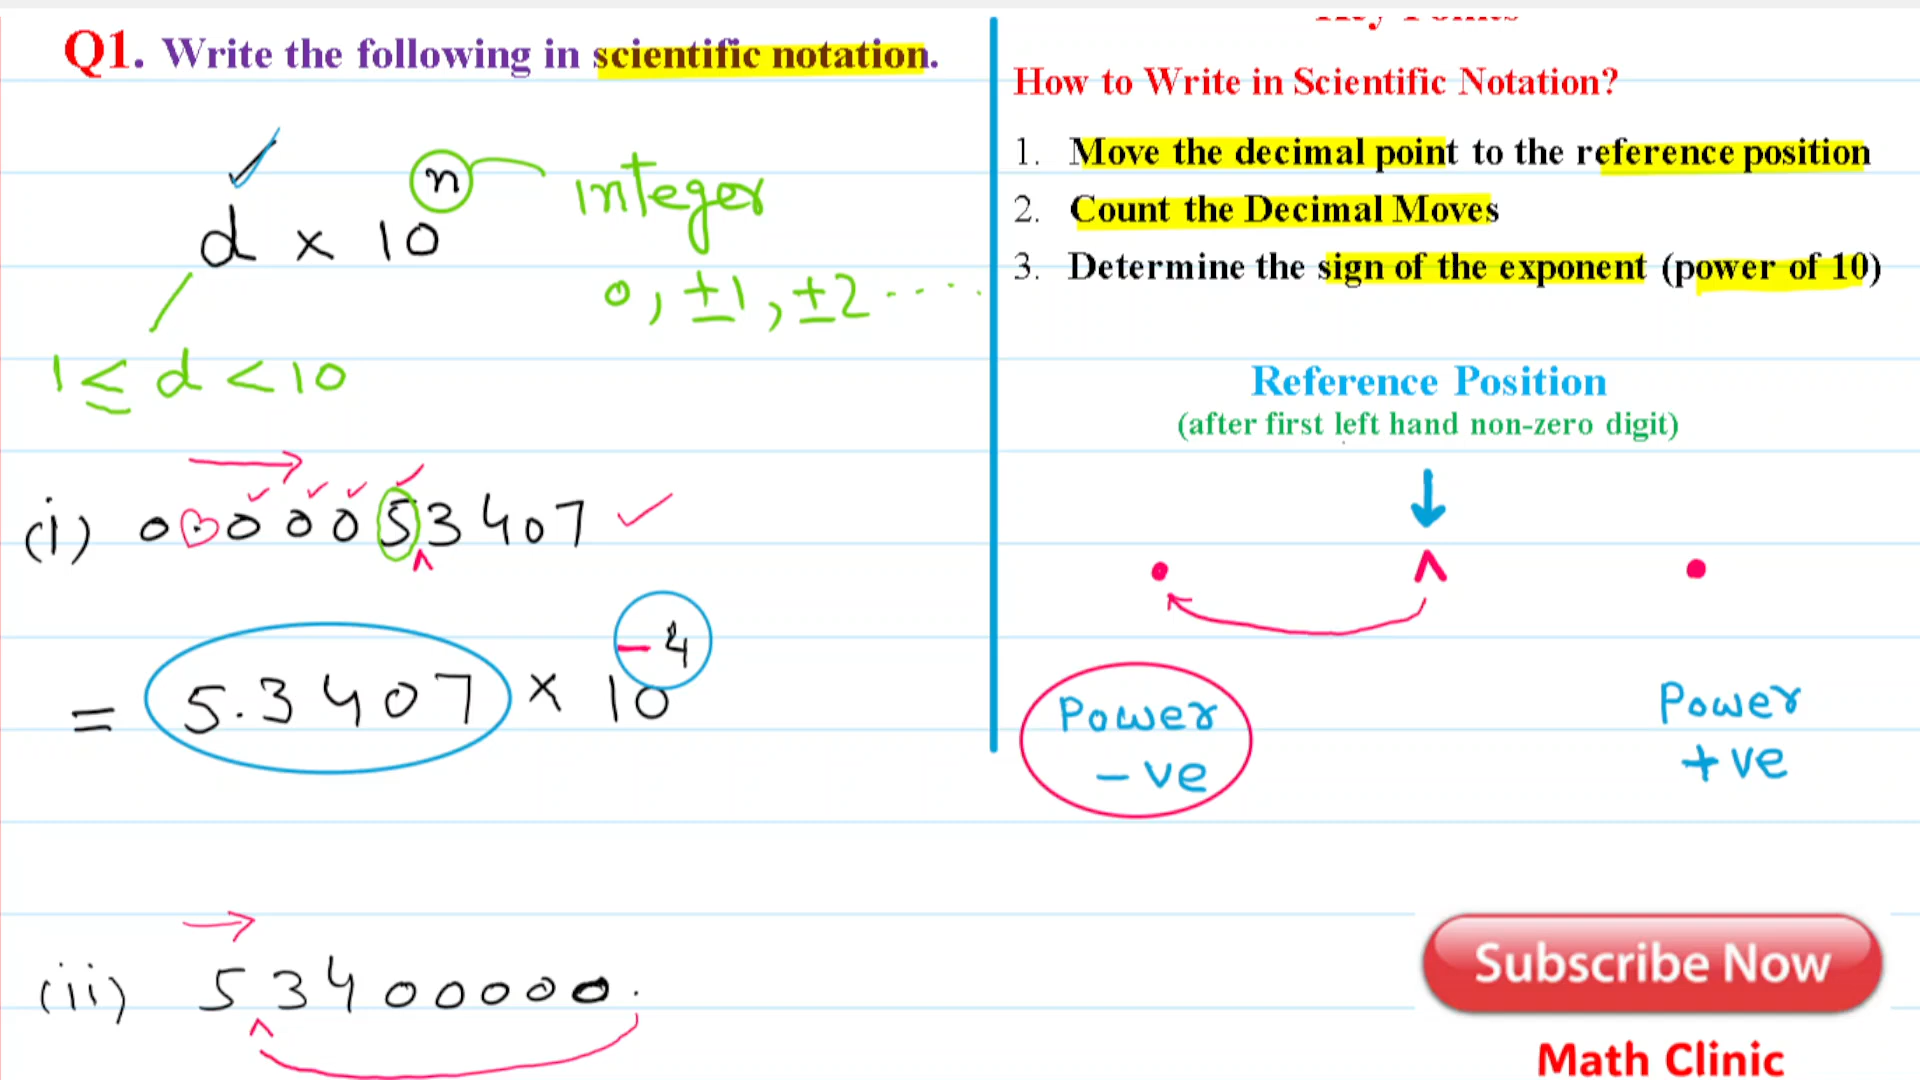 Q1. Write the following in scientific notation.
d × 10ⁿ
integer
0, ±1, ±2 ....
1 ≤ d < 10
(i) 0.00053407
= 5.3407 × 10⁻⁴
(ii) 53400000.
How to Write in Scientific Notation?
1. Move the decimal point to the reference position
2. Count the Decimal Moves
3. Determine the sign of the exponent (power of 10)
Reference Position
(after first left hand non-zero digit)
Power
-ve
Power
+ve
Subscribe Now
Math Clinic